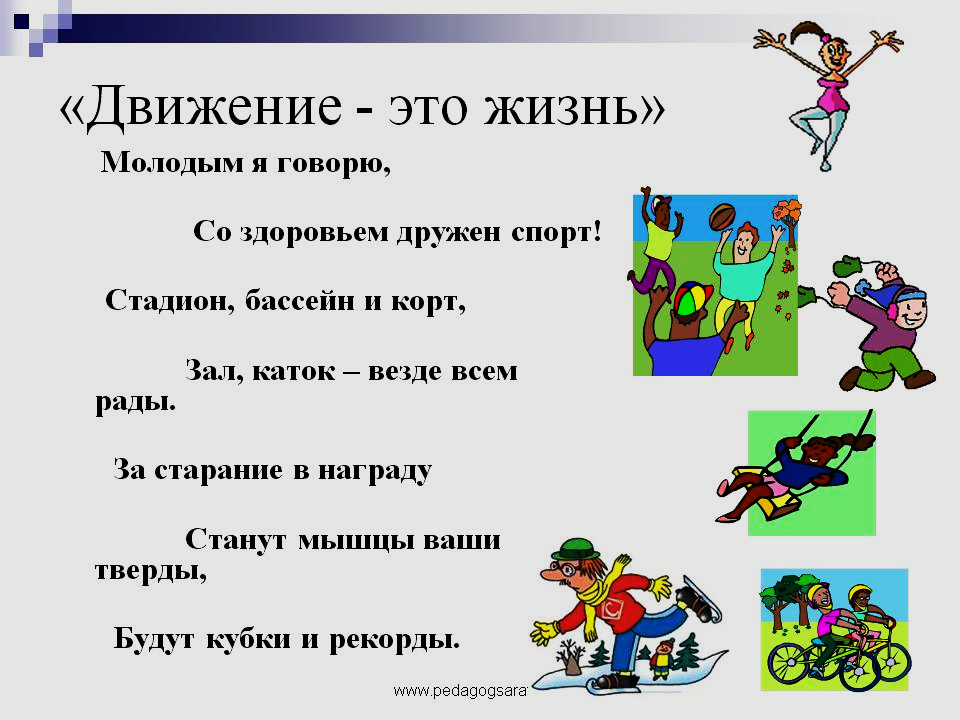 «Движение - это жизнь»
Молодым я говорю,
Со здоровьем дружен спорт!
Стадион, бассейн и корт,
Зал, каток – везде всем
рады.
За старание в награду
Станут мышцы ваши
тверды,
Будут кубки и рекорды.
www.pedagogsara